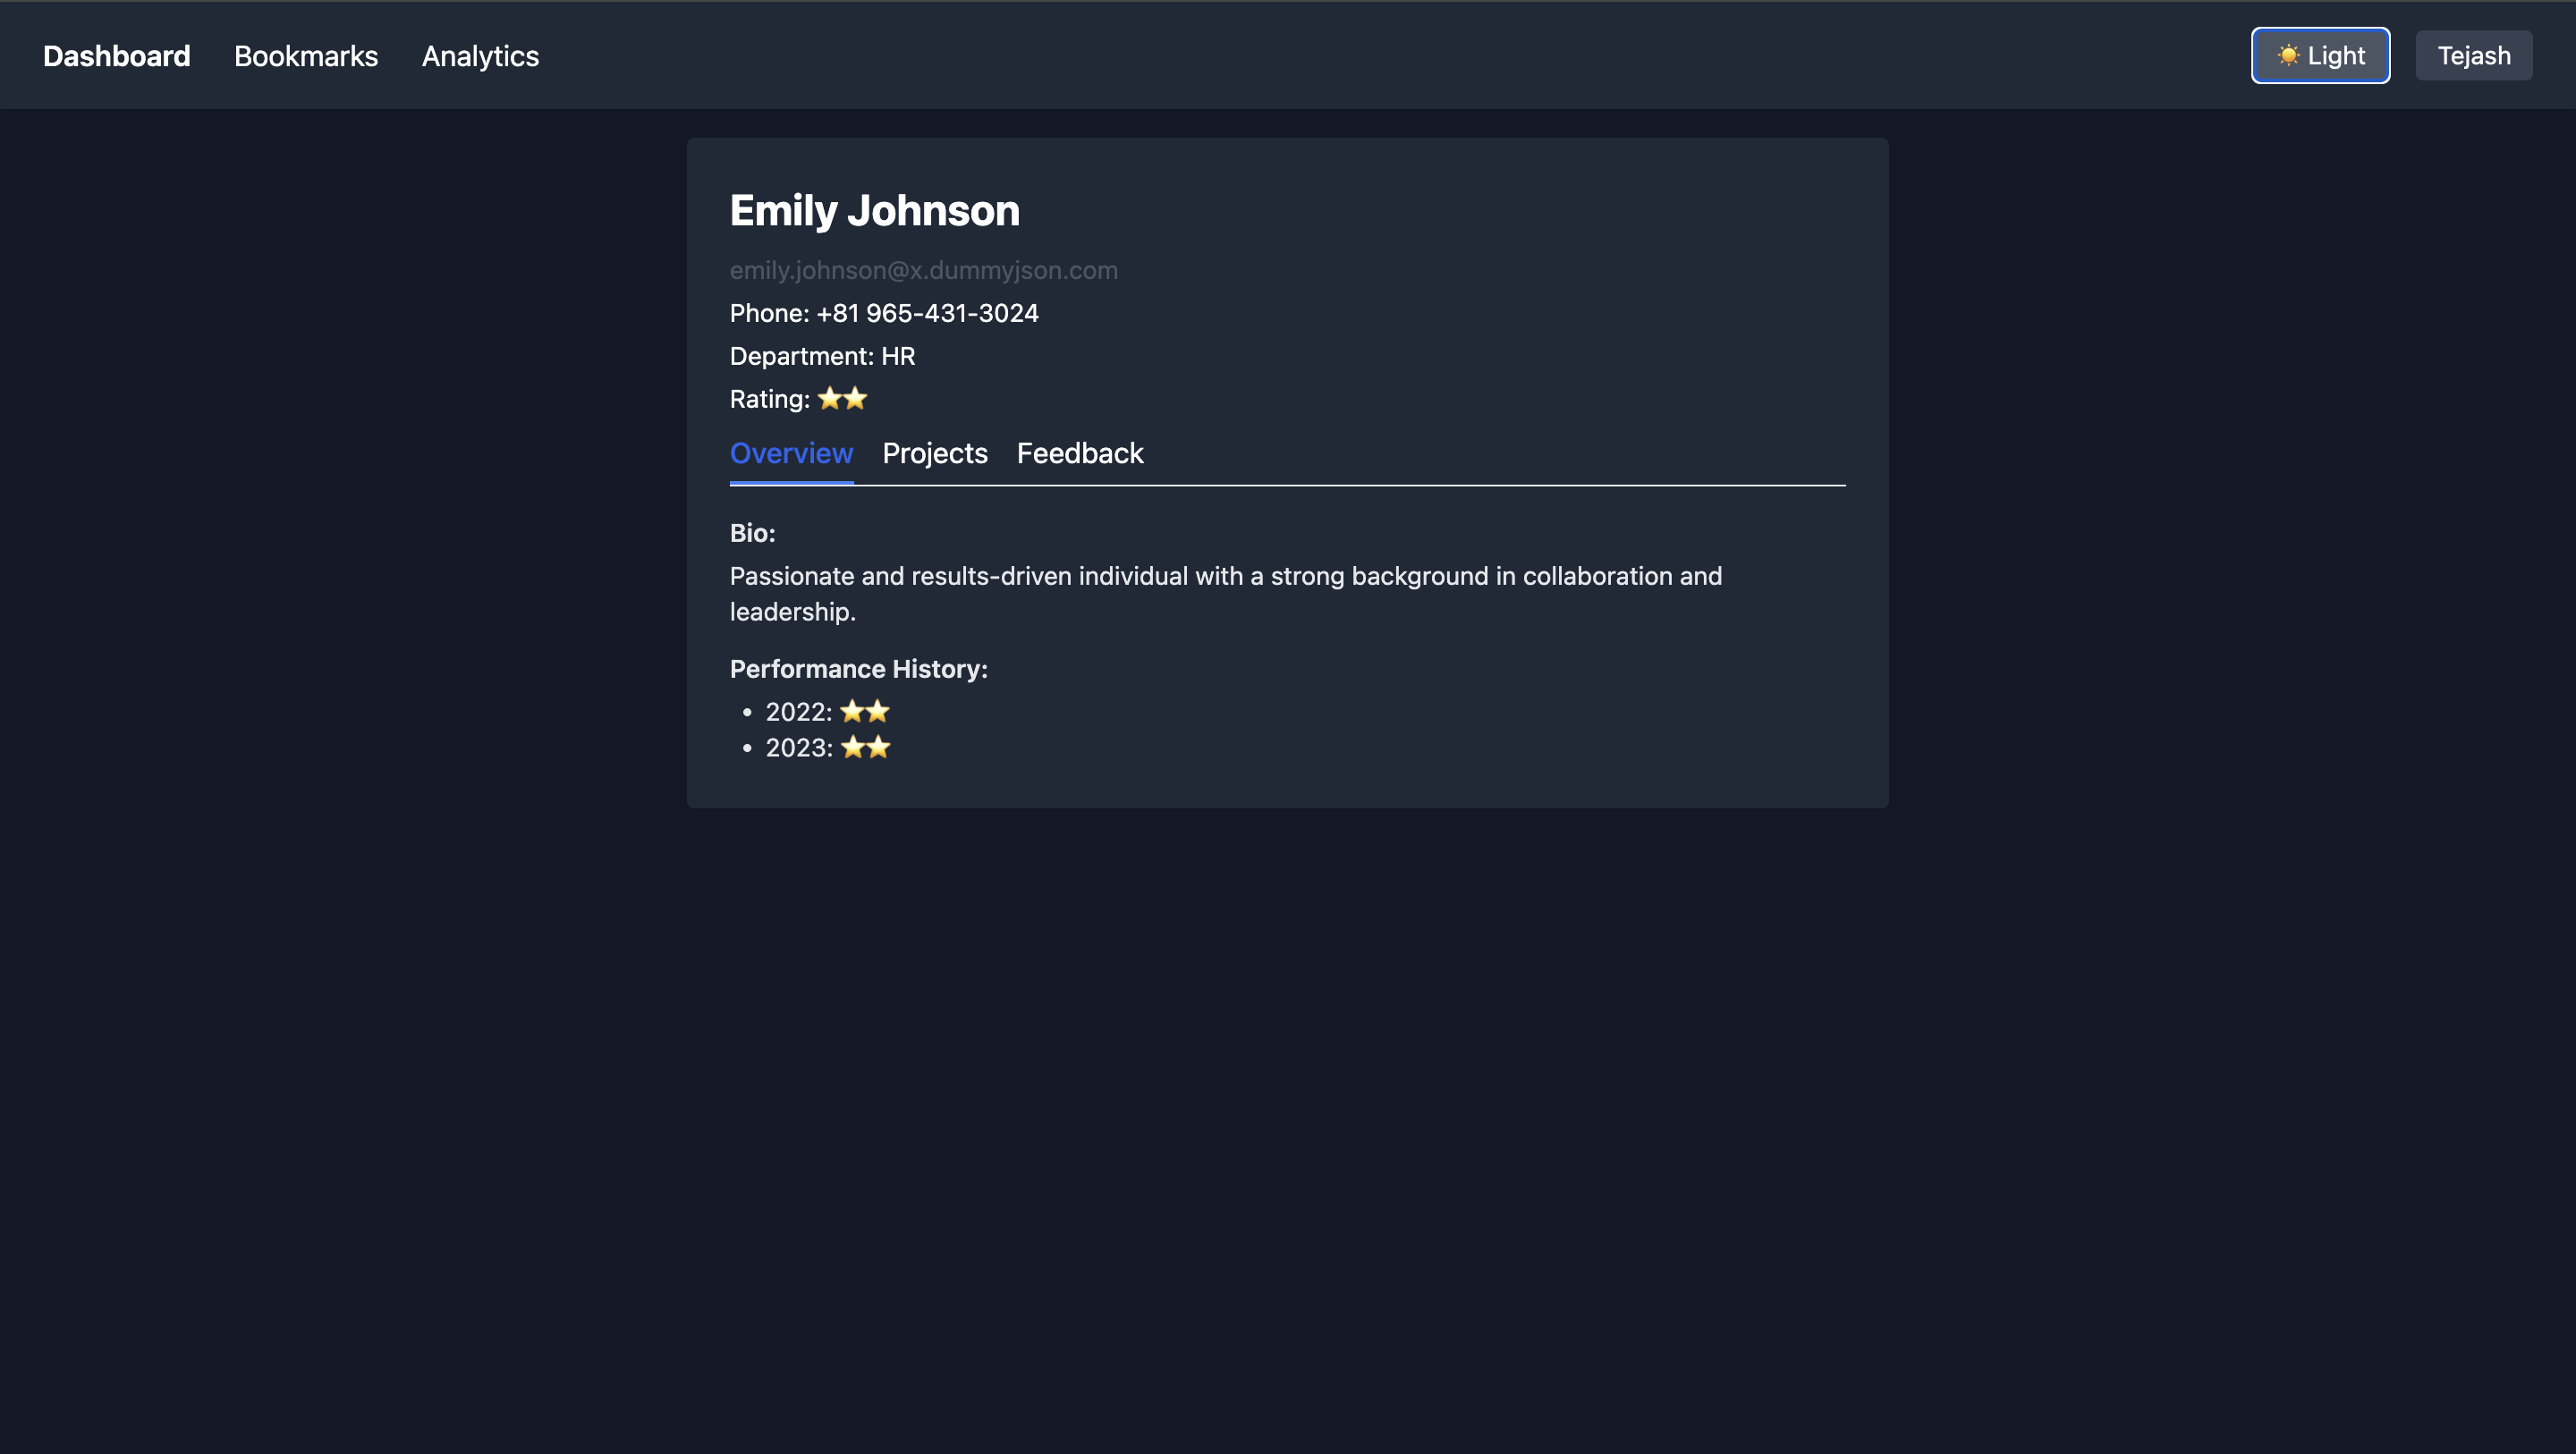 Dashboard Bookmarks Analytics ☀️ Light Tejash
Emily Johnson
emily.johnson@x.dummyjson.com
Phone: +81 965-431-3024
Department: HR
Rating: ⭐⭐
Overview Projects Feedback
Bio:
Passionate and results-driven individual with a strong background in collaboration and
leadership.
Performance History:
• 2022: ⭐⭐
• 2023: ⭐⭐